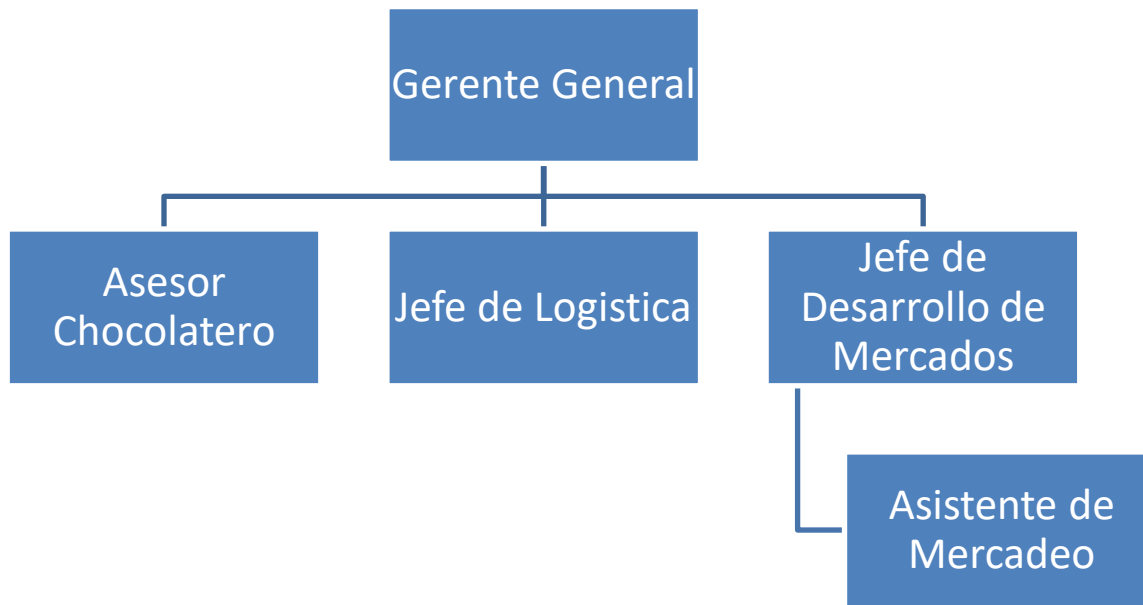 Gerente General
Asesor
Chocolatero
Jefe de Logistica
Jefe de
Desarrollo de
Mercados
Asistente de
Mercadeo